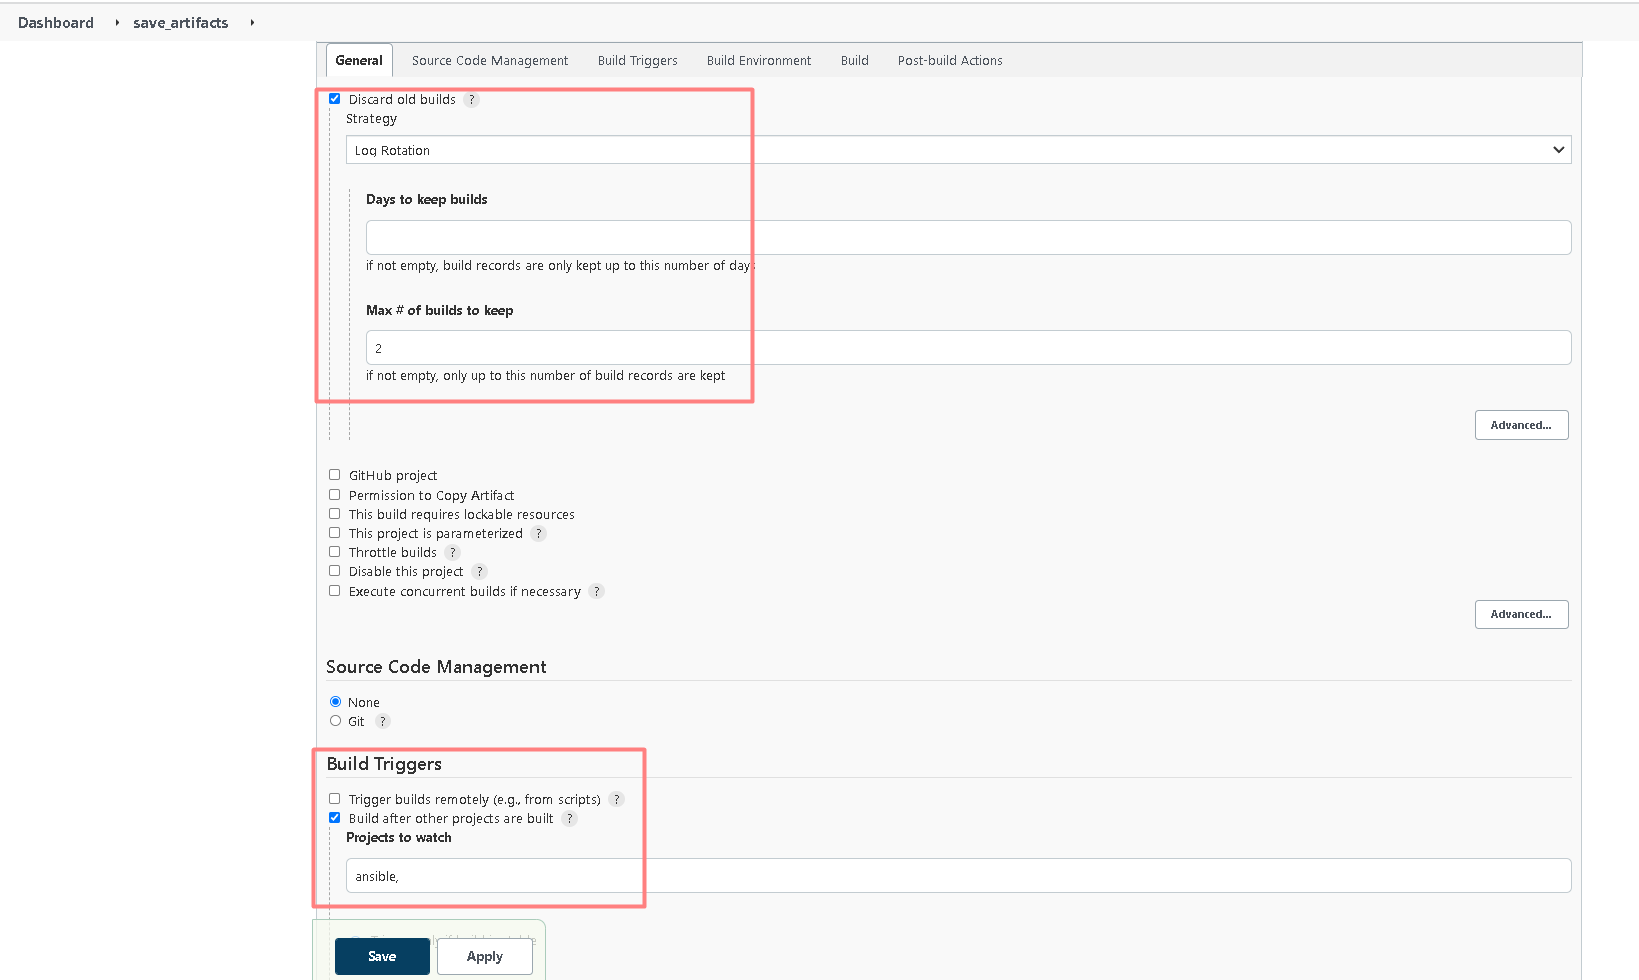 Dashboard save_artifacts
General Source Code Management Build Triggers Build Environment Build Post-build Actions
Discard old builds ?
Strategy
Log Rotation
Days to keep builds
if not empty, build records are only kept up to this number of days
Max # of builds to keep
2
if not empty, only up to this number of build records are kept
Advanced...
GitHub project
Permission to Copy Artifact
This build requires lockable resources
This project is parameterized ?
Throttle builds ?
Disable this project ?
Execute concurrent builds if necessary ?
Advanced...
Source Code Management
None
Git ?
Build Triggers
Trigger builds remotely (e.g., from scripts) ?
Build after other projects are built ?
Projects to watch
ansible,
Save Apply